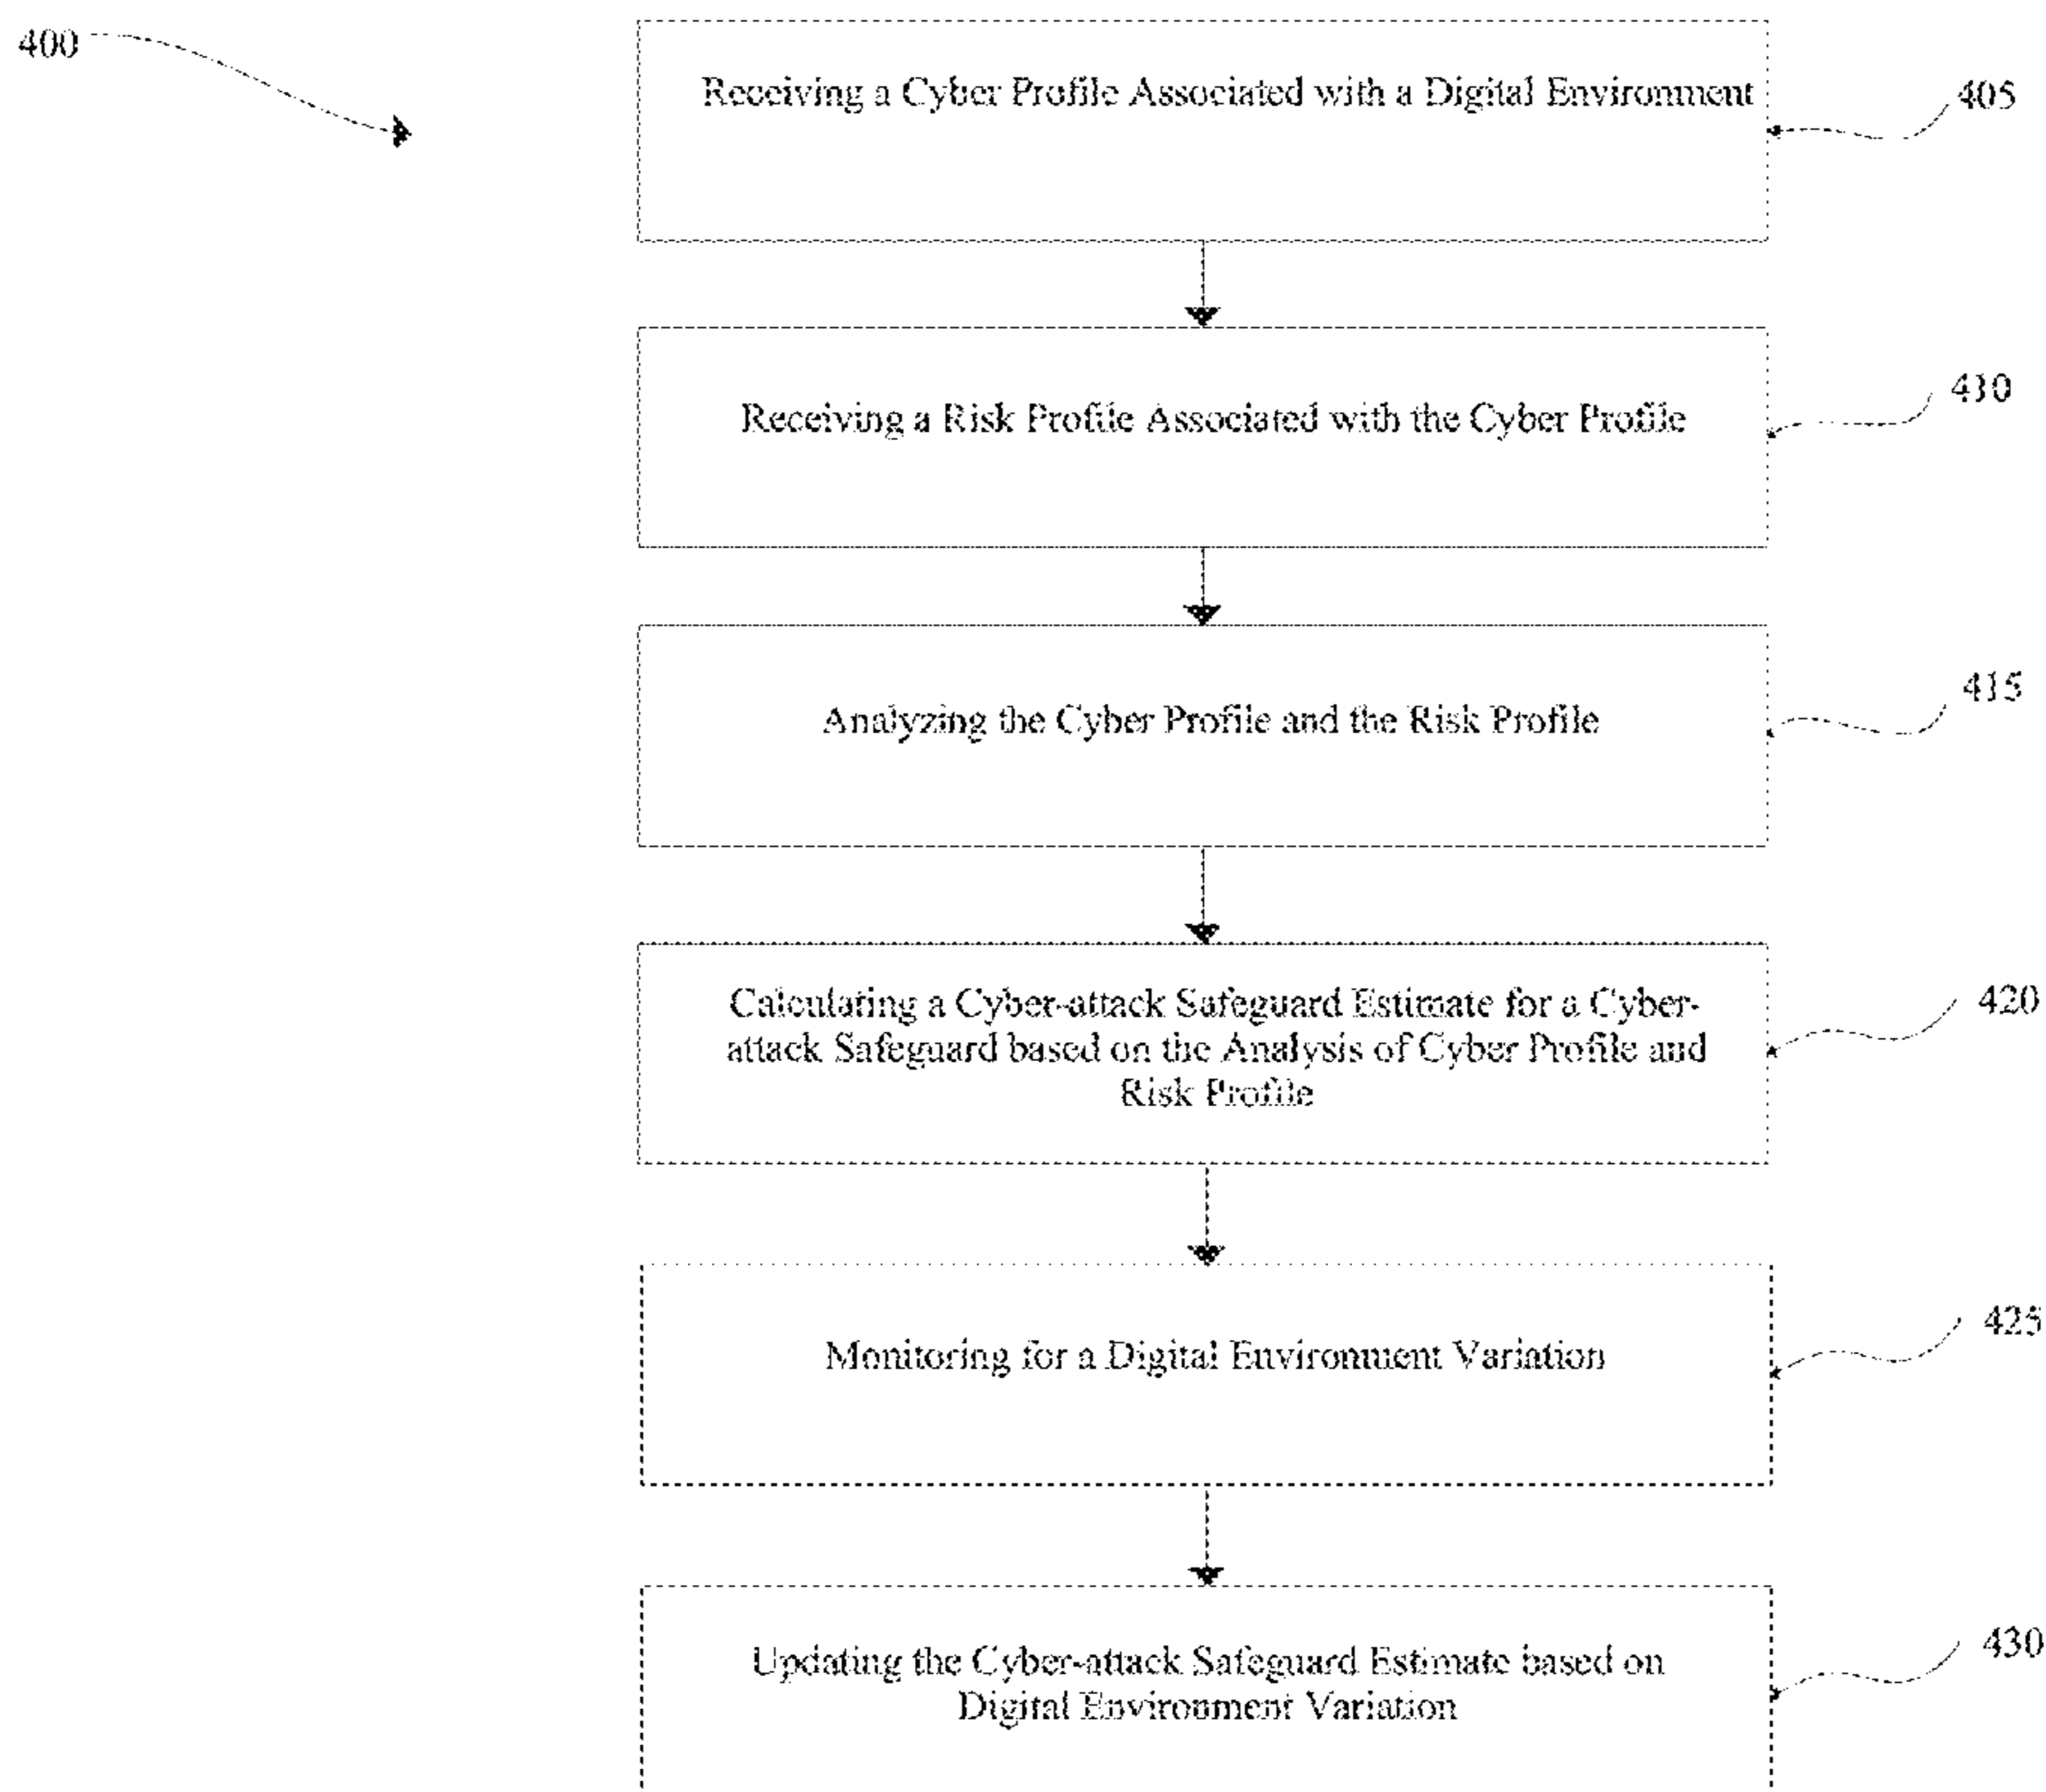 400
Receiving a Cyber Profile Associated with a Digital Environment
405
Receiving a Risk Profile Associated with the Cyber Profile
410
Analyzing the Cyber Profile and the Risk Profile
415
Calculating a Cyber-attack Safeguard Estimate for a Cyber-
attack Safeguard based on the Analysis of Cyber Profile and
Risk Profile
420
Monitoring for a Digital Environment Variation
425
Updating the Cyber-attack Safeguard Estimate based on
Digital Environment Variation
430